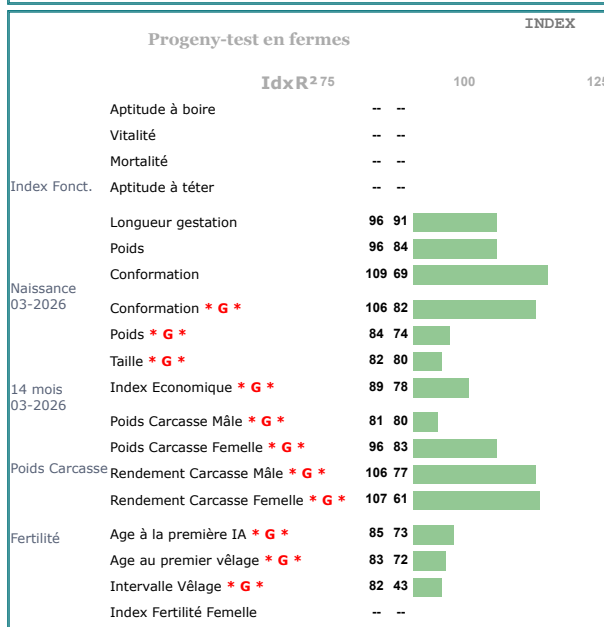 INDEX
Progeny-test en fermes
IdxR² 75 100 125
Aptitude à boire -- --
Vitalité -- --
Mortalité -- --
Index Fonct. Aptitude à téter -- --
Longueur gestation 96 91
Poids 96 84
Conformation 109 69
Naissance
03-2026
Conformation * G * 106 82
Poids * G * 84 74
Taille * G * 82 80
14 mois
03-2026
Index Economique * G * 89 78
Poids Carcasse Mâle * G * 81 80
Poids Carcasse Femelle * G * 96 83
Poids Carcasse Rendement Carcasse Mâle * G * 106 77
Rendement Carcasse Femelle * G * 107 61
Fertilité Age à la première IA * G * 85 73
Age au premier vêlage * G * 83 72
Intervalle Vêlage * G * 82 43
Index Fertilité Femelle -- --